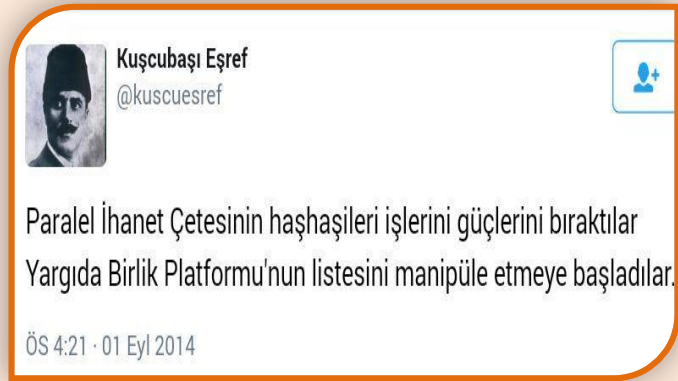 Kuşcubaşı Eşref
@kuscuesref
Paralel İhanet Çetesinin haşhaşileri işlerini güçlerini bıraktılar
Yargıda Birlik Platformu'nun listesini manipüle etmeye başladılar.
ÖS 4:21 · 01 Eyl 2014